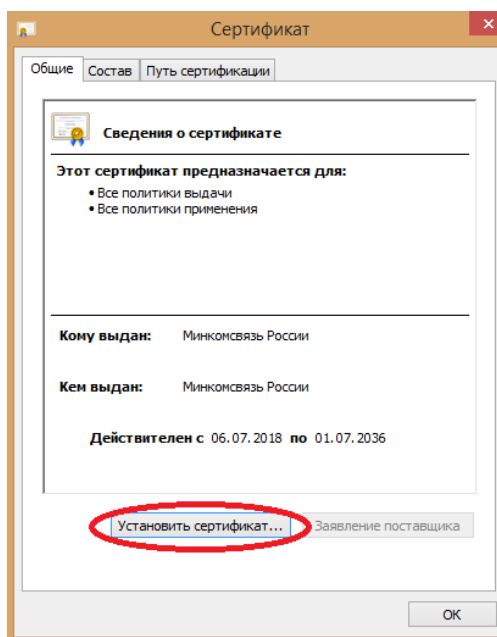 Сертификат
Общие Состав Путь сертификации
Сведения о сертификате
Этот сертификат предназначается для:
• Все политики выдачи
• Все политики применения
Кому выдан: Минкомсвязь России
Кем выдан: Минкомсвязь России
Действителен с 06.07.2018 по 01.07.2036
Установить сертификат... Заявление поставщика
ОК